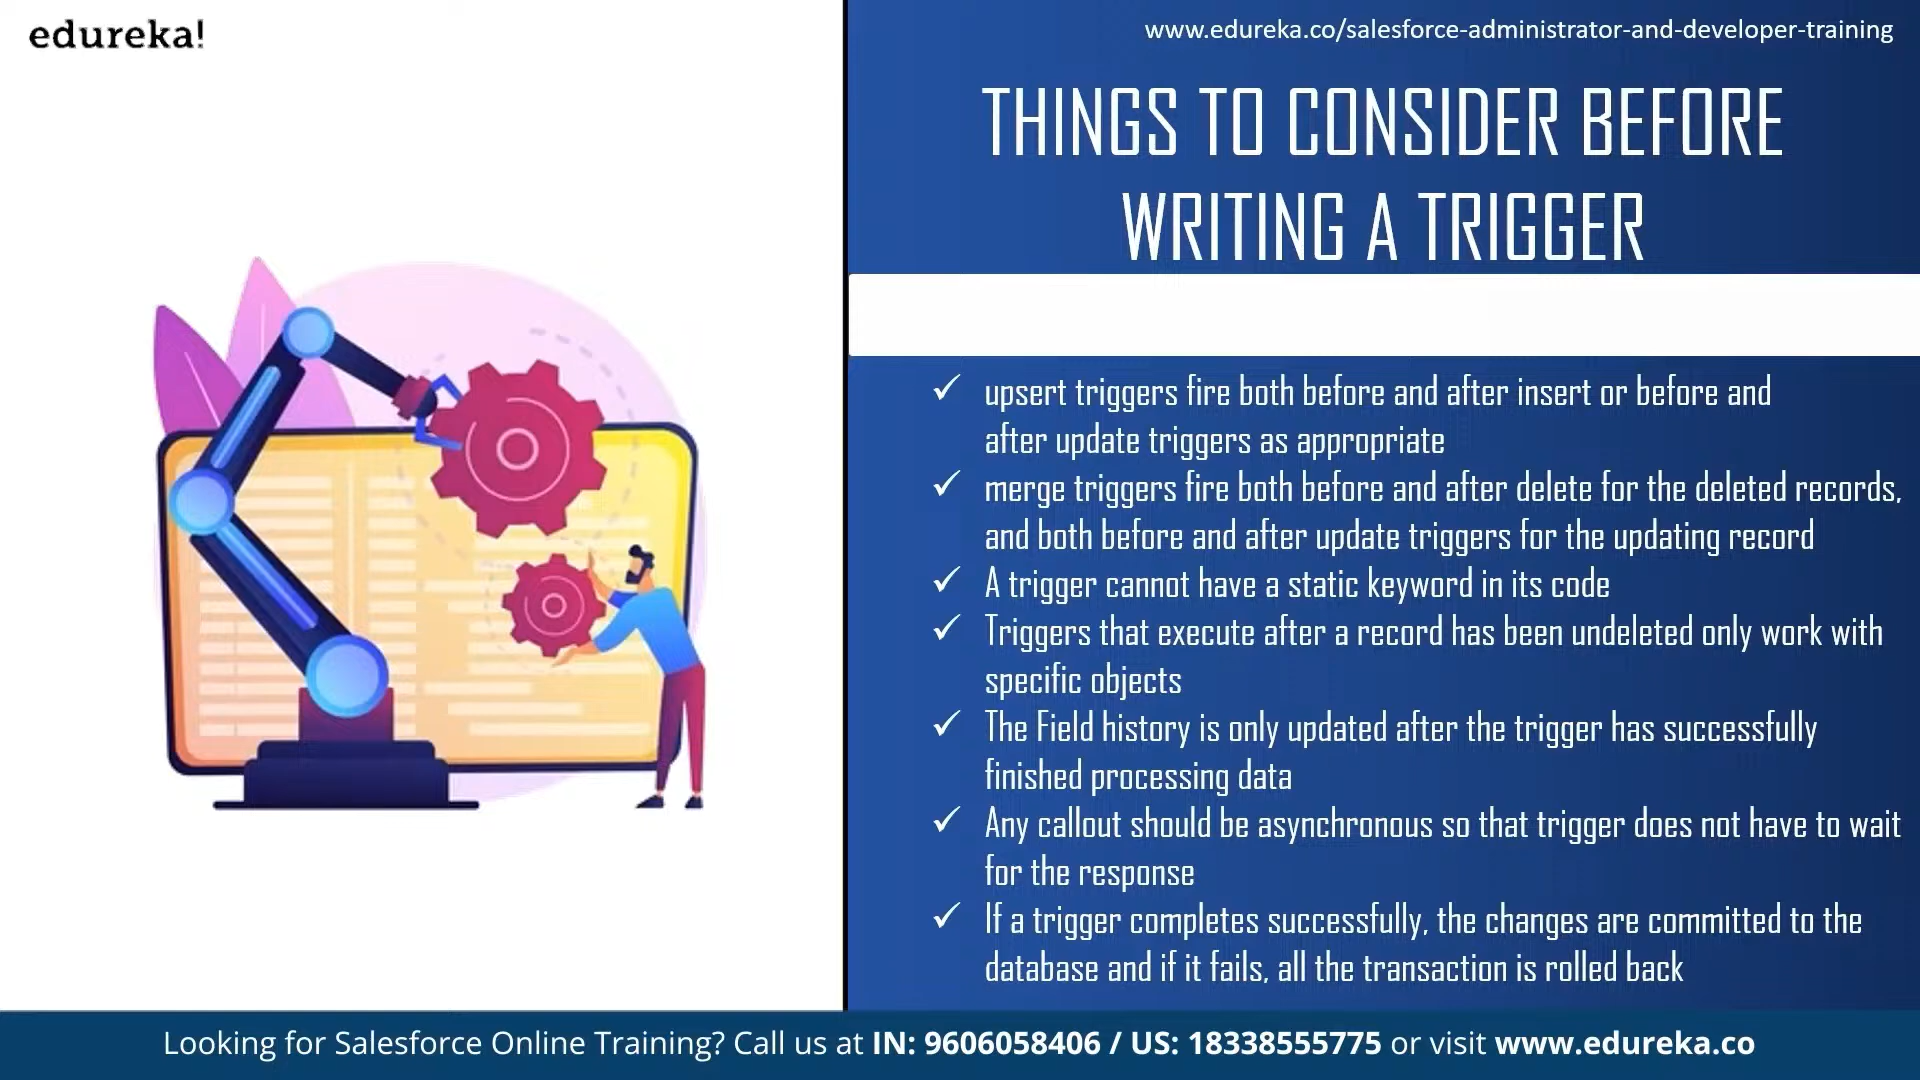 edureka!
www.edureka.co/salesforce-administrator-and-developer-training
THINGS TO CONSIDER BEFORE
WRITING A TRIGGER
✓ upsert triggers fire both before and after insert or before and
after update triggers as appropriate
✓ merge triggers fire both before and after delete for the deleted records,
and both before and after update triggers for the updating record
✓ A trigger cannot have a static keyword in its code
✓ Triggers that execute after a record has been undeleted only work with
specific objects
✓ The Field history is only updated after the trigger has successfully
finished processing data
✓ Any callout should be asynchronous so that trigger does not have to wait
for the response
✓ If a trigger completes successfully, the changes are committed to the
database and if it fails, all the transaction is rolled back
Looking for Salesforce Online Training? Call us at IN: 9606058406 / US: 18338555775 or visit www.edureka.co